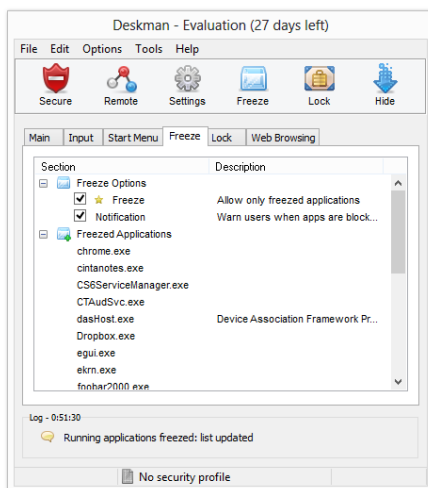 Deskman - Evaluation (27 days left)
File Edit Options Tools Help
Secure Remote Settings Freeze Lock Hide
Main Input Start Menu Freeze Lock Web Browsing
Section Description
Freeze Options
Freeze Allow only freezed applications
Notification Warn users when apps are block...
Freezed Applications
chrome.exe
cintanotes.exe
CS6ServiceManager.exe
CTAudSvc.exe
dasHost.exe Device Association Framework Pr...
Dropbox.exe
egui.exe
ekrn.exe
foobar2000.exe
Log - 0:51:30
Running applications freezed: list updated
No security profile